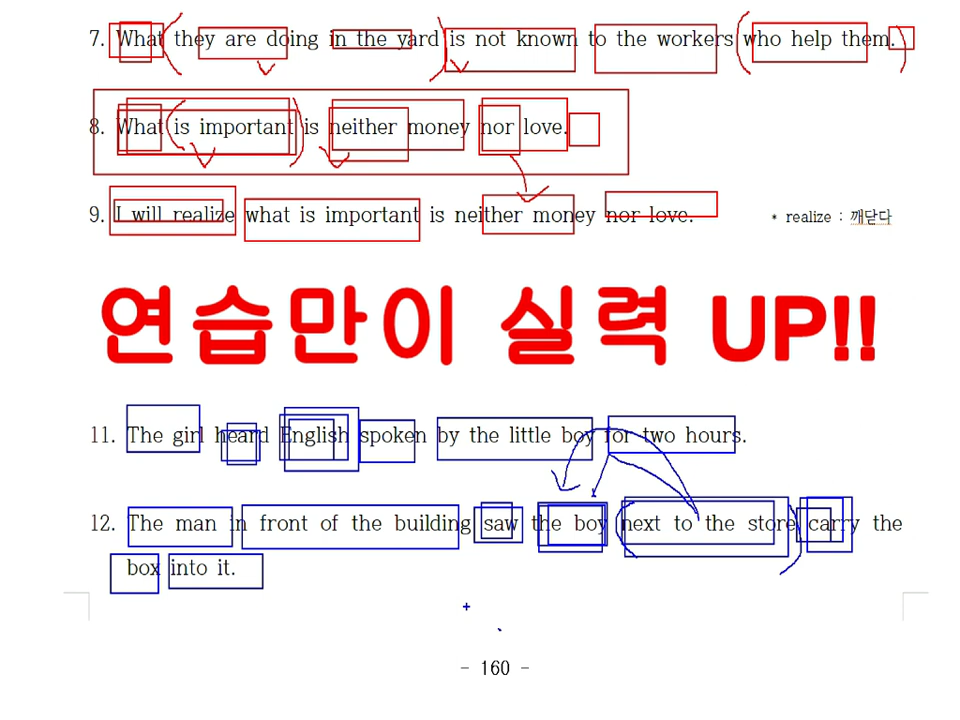 7. What they are doing in the yard is not known to the workers who help them.
8. What is important is neither money nor love.
9. I will realize what is important is neither money nor love. * realize : 깨닫다
연습만이 실력 UP!!
11. The girl heard English spoken by the little boy for two hours.
12. The man in front of the building saw the boy next to the store carry the
box into it.
- 160 -